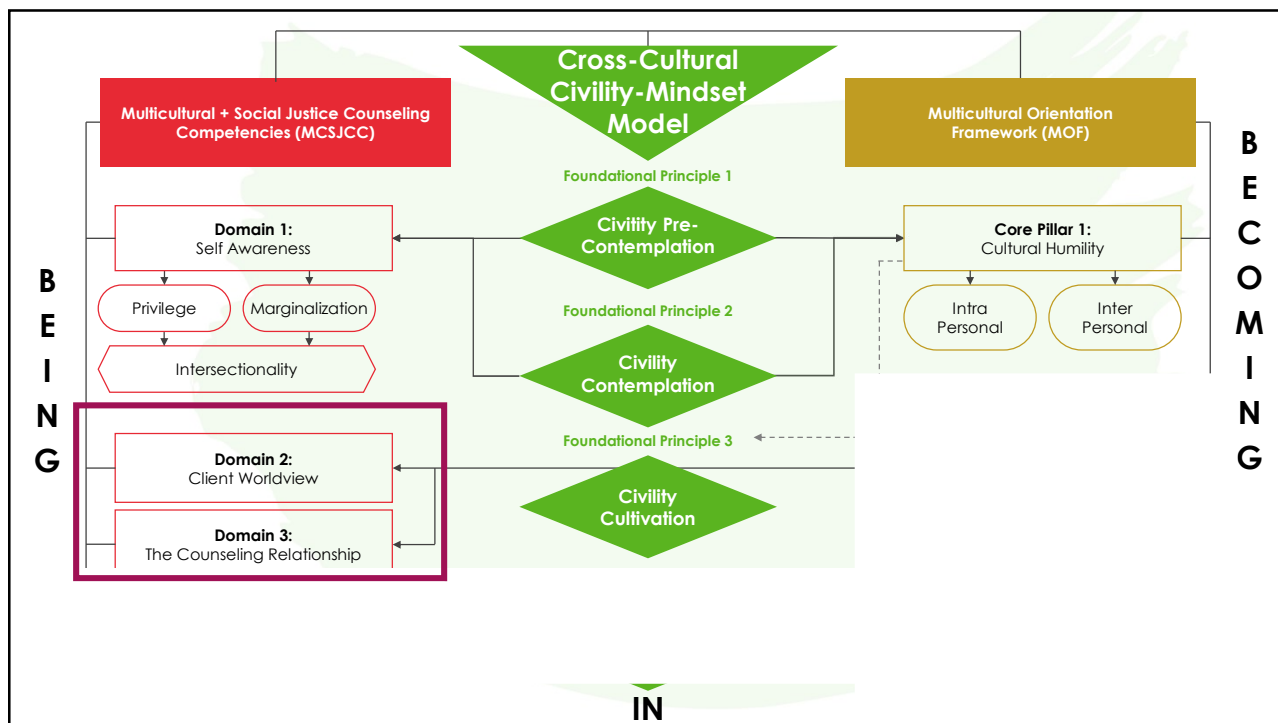 Cross-Cultural
Civility-Mindset
Model
Multicultural + Social Justice Counseling
Competencies (MCSJCC)
Multicultural Orientation
Framework (MOF)
Foundational Principle 1
Civitity Pre-
Contemplation
Domain 1:
Self Awareness
Core Pillar 1:
Cultural Humility
Privilege
Marginalization
Intra
Personal
Inter
Personal
Foundational Principle 2
Civility
Contemplation
Intersectionality
Foundational Principle 3
Domain 2:
Client Worldview
Civility
Cultivation
Domain 3:
The Counseling Relationship
B
E
I
N
G
B
E
C
O
M
I
N
G
IN